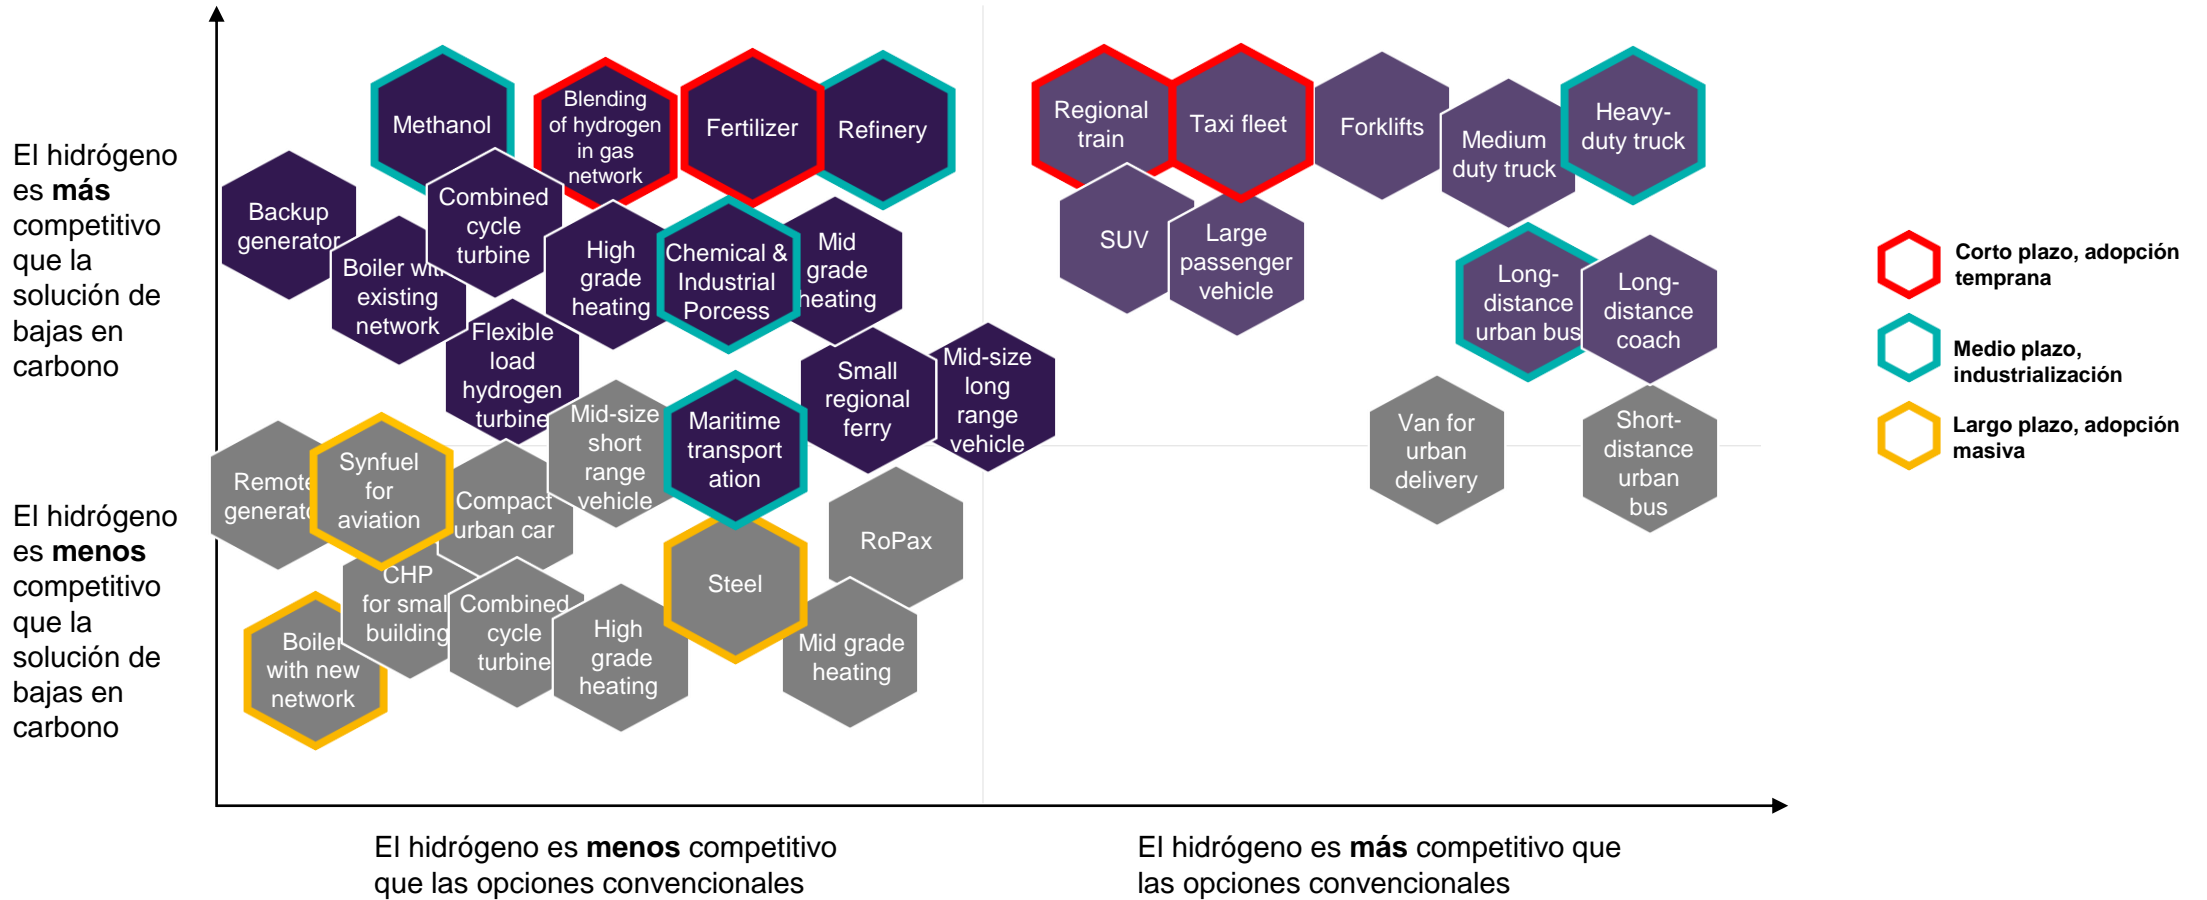 El hidrógeno
es más
competitivo
que la
solución de
bajas en
carbono
El hidrógeno
es menos
competitivo
que la
solución de
bajas en
carbono
Methanol
Blending
of hydrogen
in gas
network
Fertilizer
Refinery
Regional
train
Taxi fleet
Forklifts
Medium
duty truck
Heavy-
duty truck
Backup
generator
Boiler with
existing
network
Combined
cycle
turbine
High
grade
heating
Chemical &
Industrial
Porcess
Mid
grade
heating
SUV
Large
passenger
vehicle
Long-
distance
urban bus
Long-
distance
coach
Flexible
load
hydrogen
turbine
Mid-size
short
range
vehicle
Maritime
transport
ation
Small
regional
ferry
Mid-size
long
range
vehicle
Van for
urban
delivery
Short-
distance
urban
bus
Remote
generator
Synfuel
for
aviation
Compact
urban car
RoPax
Boiler
with new
network
CHP
for small
building
Combined
cycle
turbine
High
grade
heating
Steel
Mid grade
heating
Corto plazo, adopción
temprana
Medio plazo,
industrialización
Largo plazo, adopción
masiva
El hidrógeno es menos competitivo
que las opciones convencionales
El hidrógeno es más competitivo que
las opciones convencionales